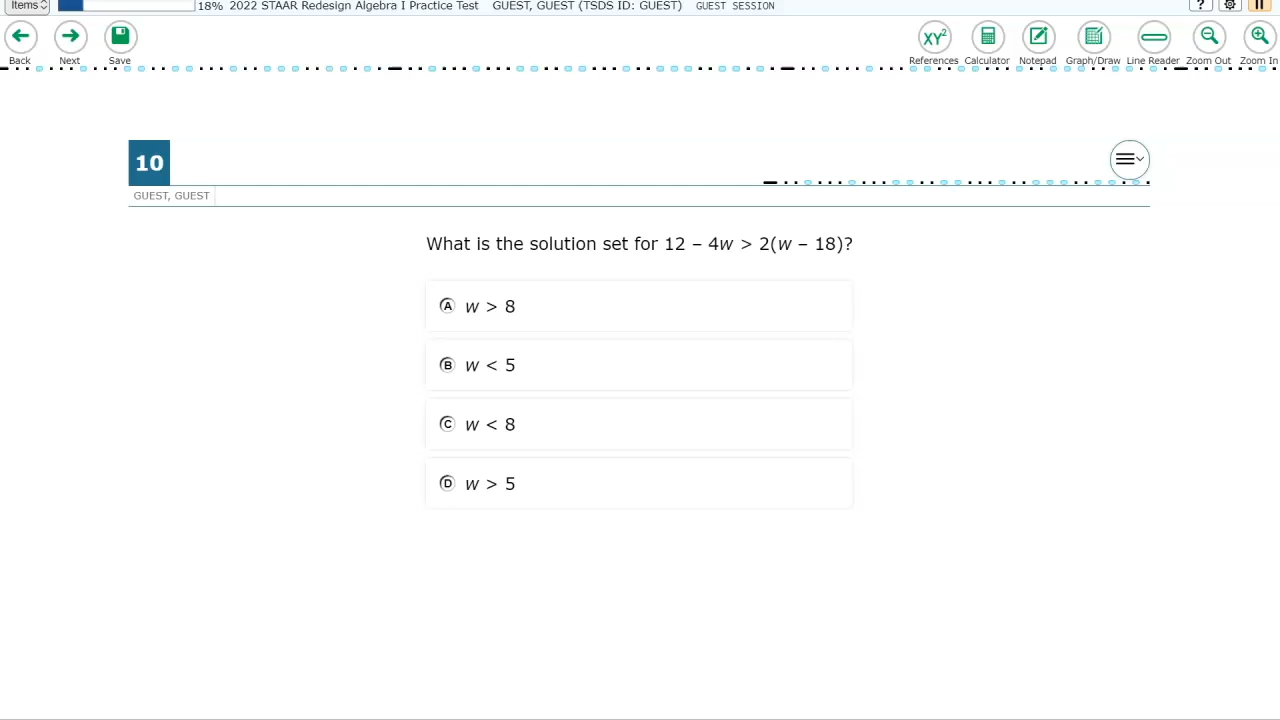 Items 18% 2022 STAAR Redesign Algebra I Practice Test GUEST, GUEST (TSDS ID: GUEST) GUEST SESSION ?
XY²
Back Next Save References Calculator Notepad Graph/Draw Line Reader Zoom Out Zoom In
10
GUEST, GUEST
What is the solution set for 12 – 4w > 2(w – 18)?
A w > 8
B w < 5
C w < 8
D w > 5